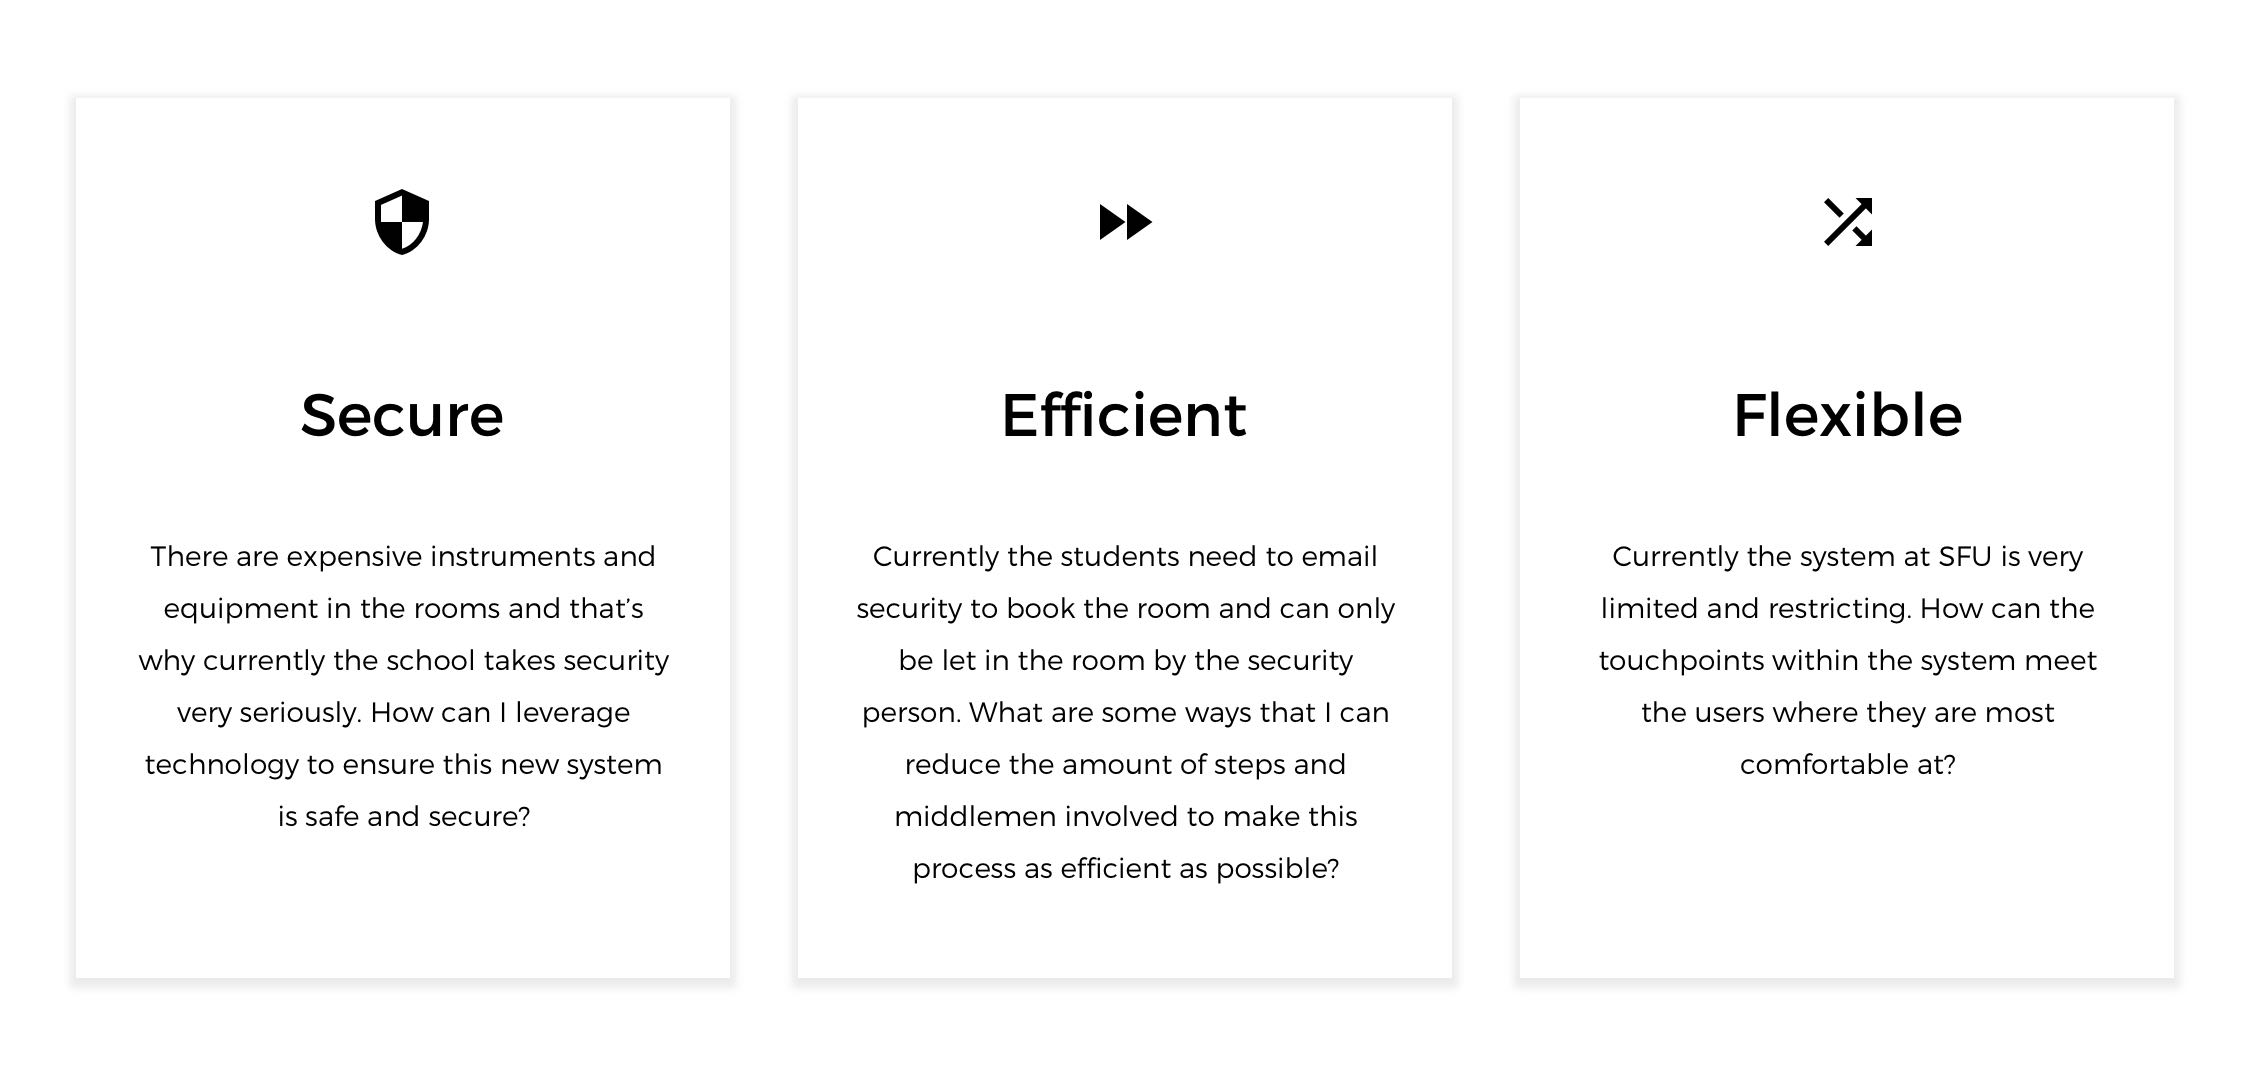 Secure
There are expensive instruments and
equipment in the rooms and that’s
why currently the school takes security
very seriously. How can I leverage
technology to ensure this new system
is safe and secure?
Efficient
Currently the students need to email
security to book the room and can only
be let in the room by the security
person. What are some ways that I can
reduce the amount of steps and
middlemen involved to make this
process as efficient as possible?
Flexible
Currently the system at SFU is very
limited and restricting. How can the
touchpoints within the system meet
the users where they are most
comfortable at?